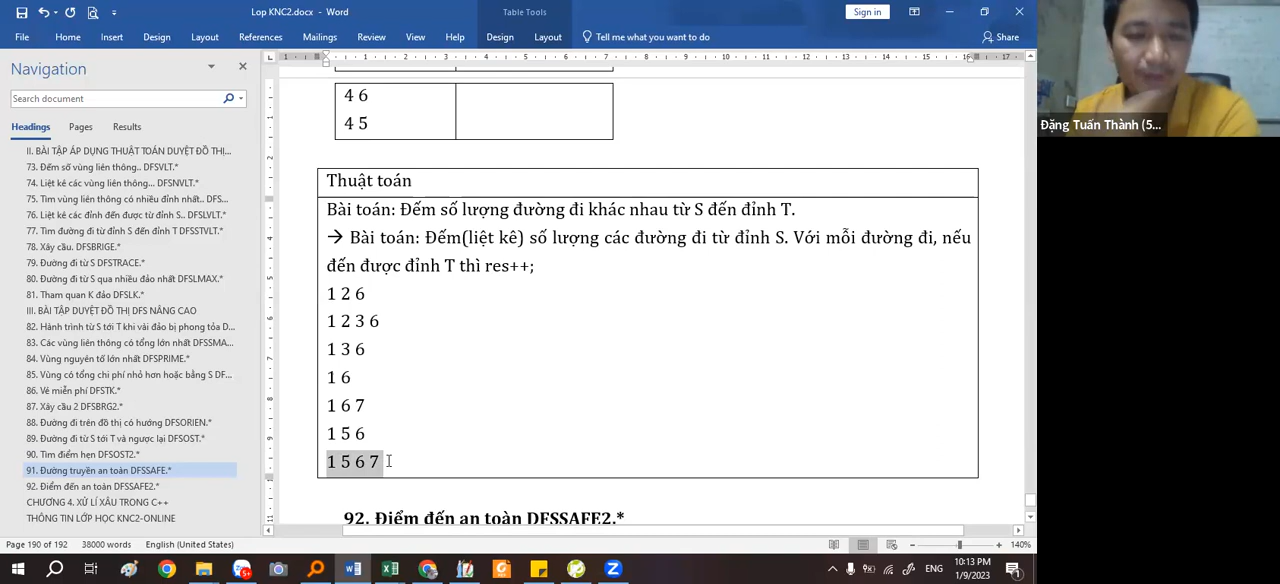 Lop KNC2.docx - Word
Table Tools
Sign in
File Home Insert Design Layout References Mailings Review View Help Design Layout Tell me what you want to do
Share
Navigation
Search document
Headings Pages Results
II. BÀI TẬP ÁP DỤNG THUẬT TOÁN DUYỆT ĐỒ THỊ...
73. Đếm số vùng liên thông.. DFSVLT.*
74. Liệt kê các vùng liên thông... DFSNVLT.*
75. Tìm vùng liên thông có nhiều đỉnh nhất.. DFS...
76. Liệt kê các đỉnh đến được từ đỉnh S.. DFSLVLT.*
77. Tìm đường đi từ đỉnh S đến đỉnh T DFSSTVLT.*
78. Xây cầu. DFSBRIGE.*
79. Đường đi từ S DFSTRACE.*
80. Đường đi từ S qua nhiều đảo nhất DFSLMAX.*
81. Tham quan K đảo DFSLK.*
III. BÀI TẬP DUYỆT ĐỒ THỊ DFS NÂNG CAO
82. Hành trình từ S tới T khi vài đảo bị phong tỏa D...
83. Các vùng liên thông có tổng lớn nhất DFSSMA...
84. Vùng nguyên tố lớn nhất DFSPRIME.*
85. Vùng có tổng chi phí nhỏ hơn hoặc bằng S DF...
86. Vé miễn phí DFSTK.*
87. Xây cầu 2 DFSBRG2.*
88. Đường đi trên đồ thị có hướng DFSORIEN.*
89. Đường đi từ S tới T và ngược lại DFSOST.*
90. Tìm điểm hẹn DFSOST2.*
91. Đường truyền an toàn DFSSAFE.*
92. Điểm đến an toàn DFSSAFE2.*
CHƯƠNG 4. XỬ LÍ XÂU TRONG C++
THÔNG TIN LỚP HỌC KNC2-ONLINE
4 6
4 5
Thuật toán
Bài toán: Đếm số lượng đường đi khác nhau từ S đến đỉnh T.
→ Bài toán: Đếm(liệt kê) số lượng các đường đi từ đỉnh S. Với mỗi đường đi, nếu
đến được đỉnh T thì res++;
1 2 6
1 2 3 6
1 3 6
1 6
1 6 7
1 5 6
1 5 6 7
92. Điểm đến an toàn DFSSAFE2.*
Đặng Tuấn Thành (5...
Page 190 of 192 38000 words English (United States)
140%
ENG
10:13 PM
1/9/2023